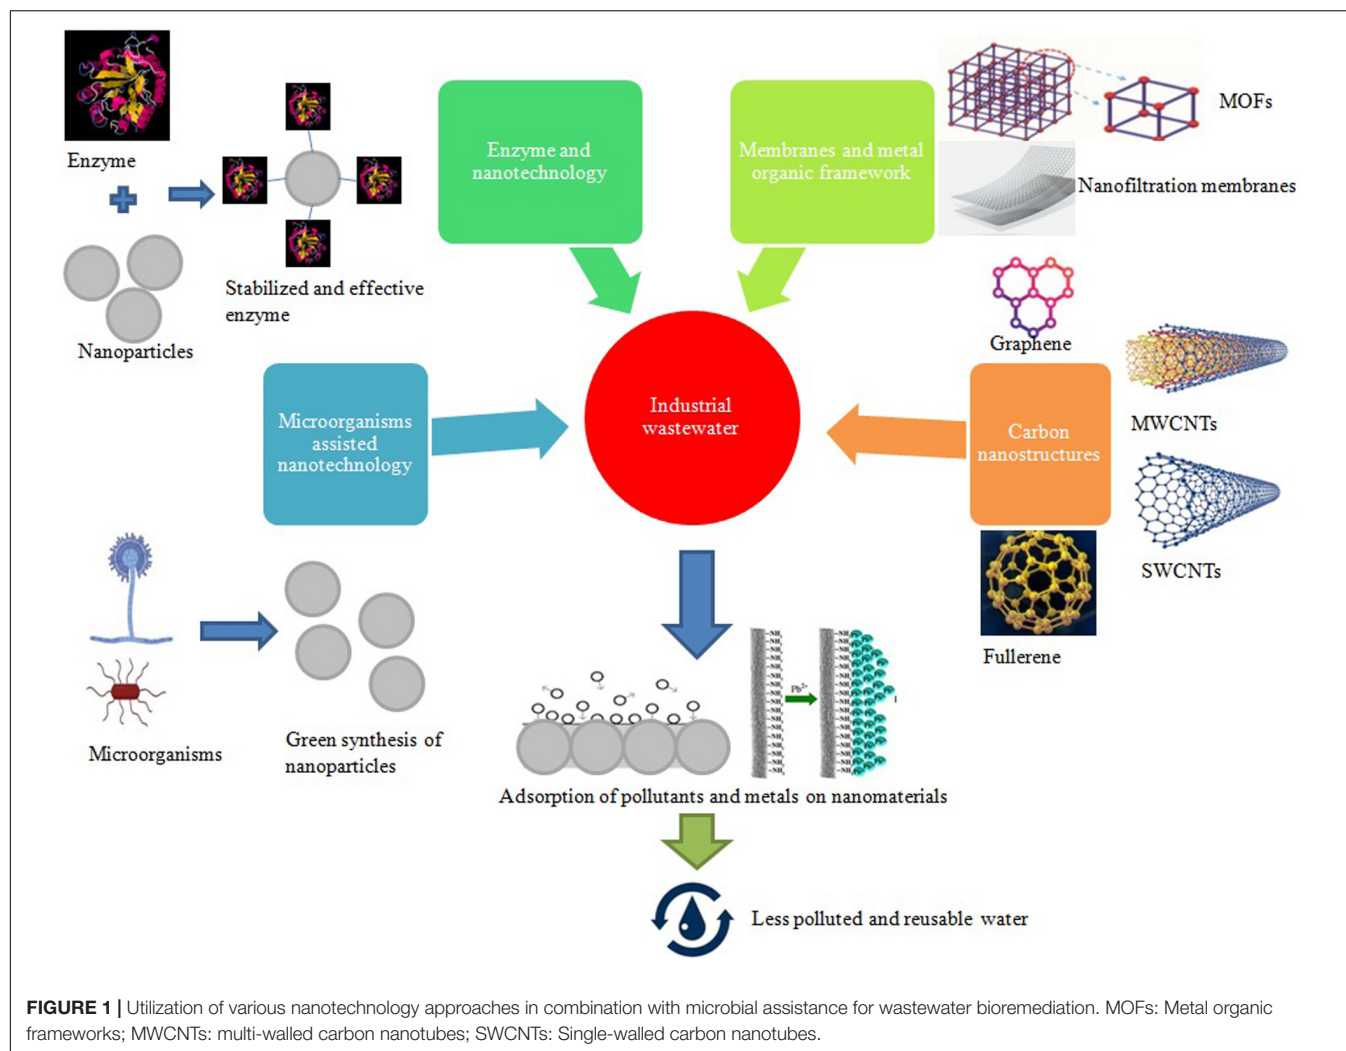 Enzyme
Nanoparticles
Stabilized and effective
enzyme
Enzyme and
nanotechnology
Membranes and metal
organic framework
MOFs
Nanofiltration membranes
Graphene
MWCNTs
SWCNTs
Fullerene
Carbon
nanostructures
Microorganisms
assisted
nanotechnology
Industrial
wastewater
Microorganisms
Green synthesis of
nanoparticles
Pb²⁺
Adsorption of pollutants and metals on nanomaterials
Less polluted and reusable water
FIGURE 1 | Utilization of various nanotechnology approaches in combination with microbial assistance for wastewater bioremediation. MOFs: Metal organic
frameworks; MWCNTs: multi-walled carbon nanotubes; SWCNTs: Single-walled carbon nanotubes.